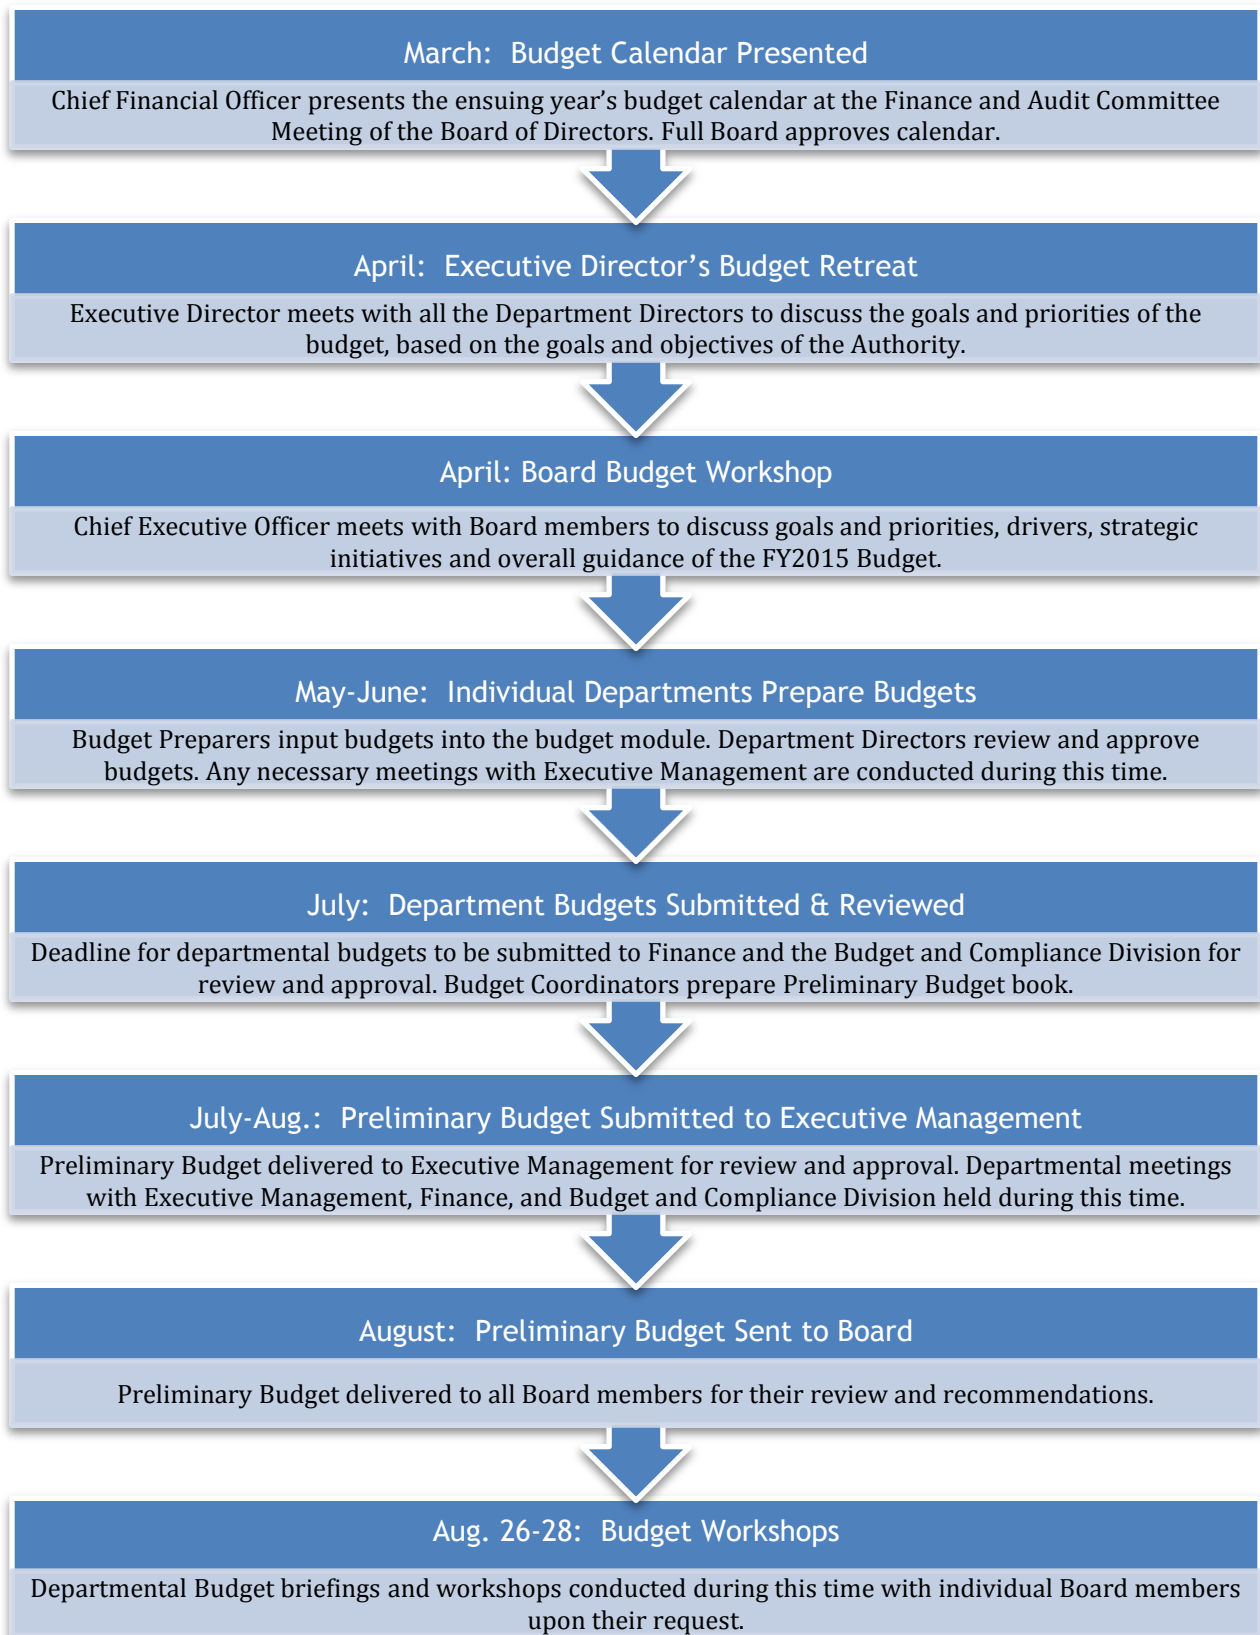 March:  Budget Calendar Presented
Chief Financial Officer presents the ensuing year’s budget calendar at the Finance and Audit Committee
Meeting of the Board of Directors. Full Board approves calendar.
April:  Executive Director’s Budget Retreat
Executive Director meets with all the Department Directors to discuss the goals and priorities of the
budget, based on the goals and objectives of the Authority.
April: Board Budget Workshop
Chief Executive Officer meets with Board members to discuss goals and priorities, drivers, strategic
initiatives and overall guidance of the FY2015 Budget.
May-June:  Individual Departments Prepare Budgets
Budget Preparers input budgets into the budget module. Department Directors review and approve
budgets. Any necessary meetings with Executive Management are conducted during this time.
July:  Department Budgets Submitted & Reviewed
Deadline for departmental budgets to be submitted to Finance and the Budget and Compliance Division for
review and approval. Budget Coordinators prepare Preliminary Budget book.
July-Aug.:  Preliminary Budget Submitted to Executive Management
Preliminary Budget delivered to Executive Management for review and approval. Departmental meetings
with Executive Management, Finance, and Budget and Compliance Division held during this time.
August:  Preliminary Budget Sent to Board
Preliminary Budget delivered to all Board members for their review and recommendations.
Aug. 26-28:  Budget Workshops
Departmental Budget briefings and workshops conducted during this time with individual Board members
upon their request.